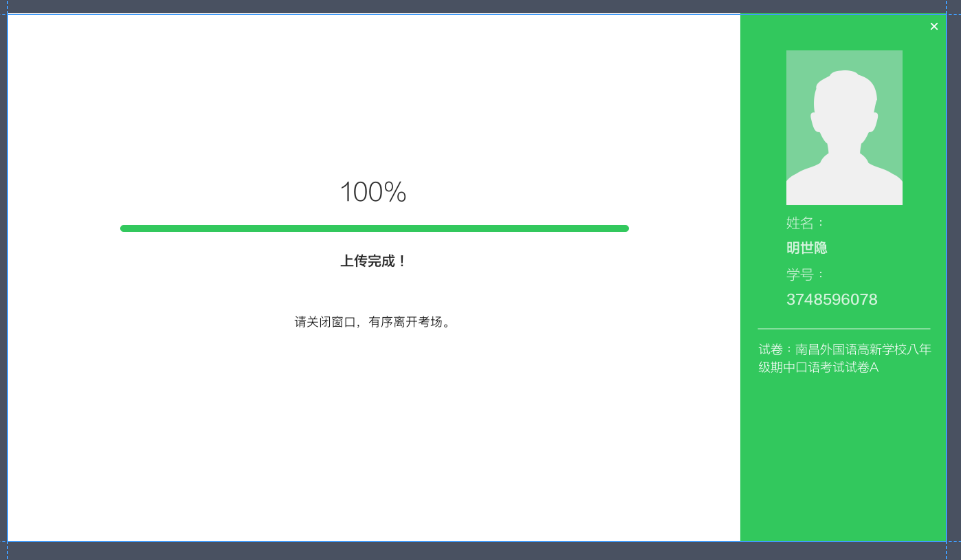 100%
上传完成！
请关闭窗口，有序离开考场。
姓名：
明世隐
学号：
3748596078
试卷：南昌外国语高新学校八年
级期中口语考试试卷A